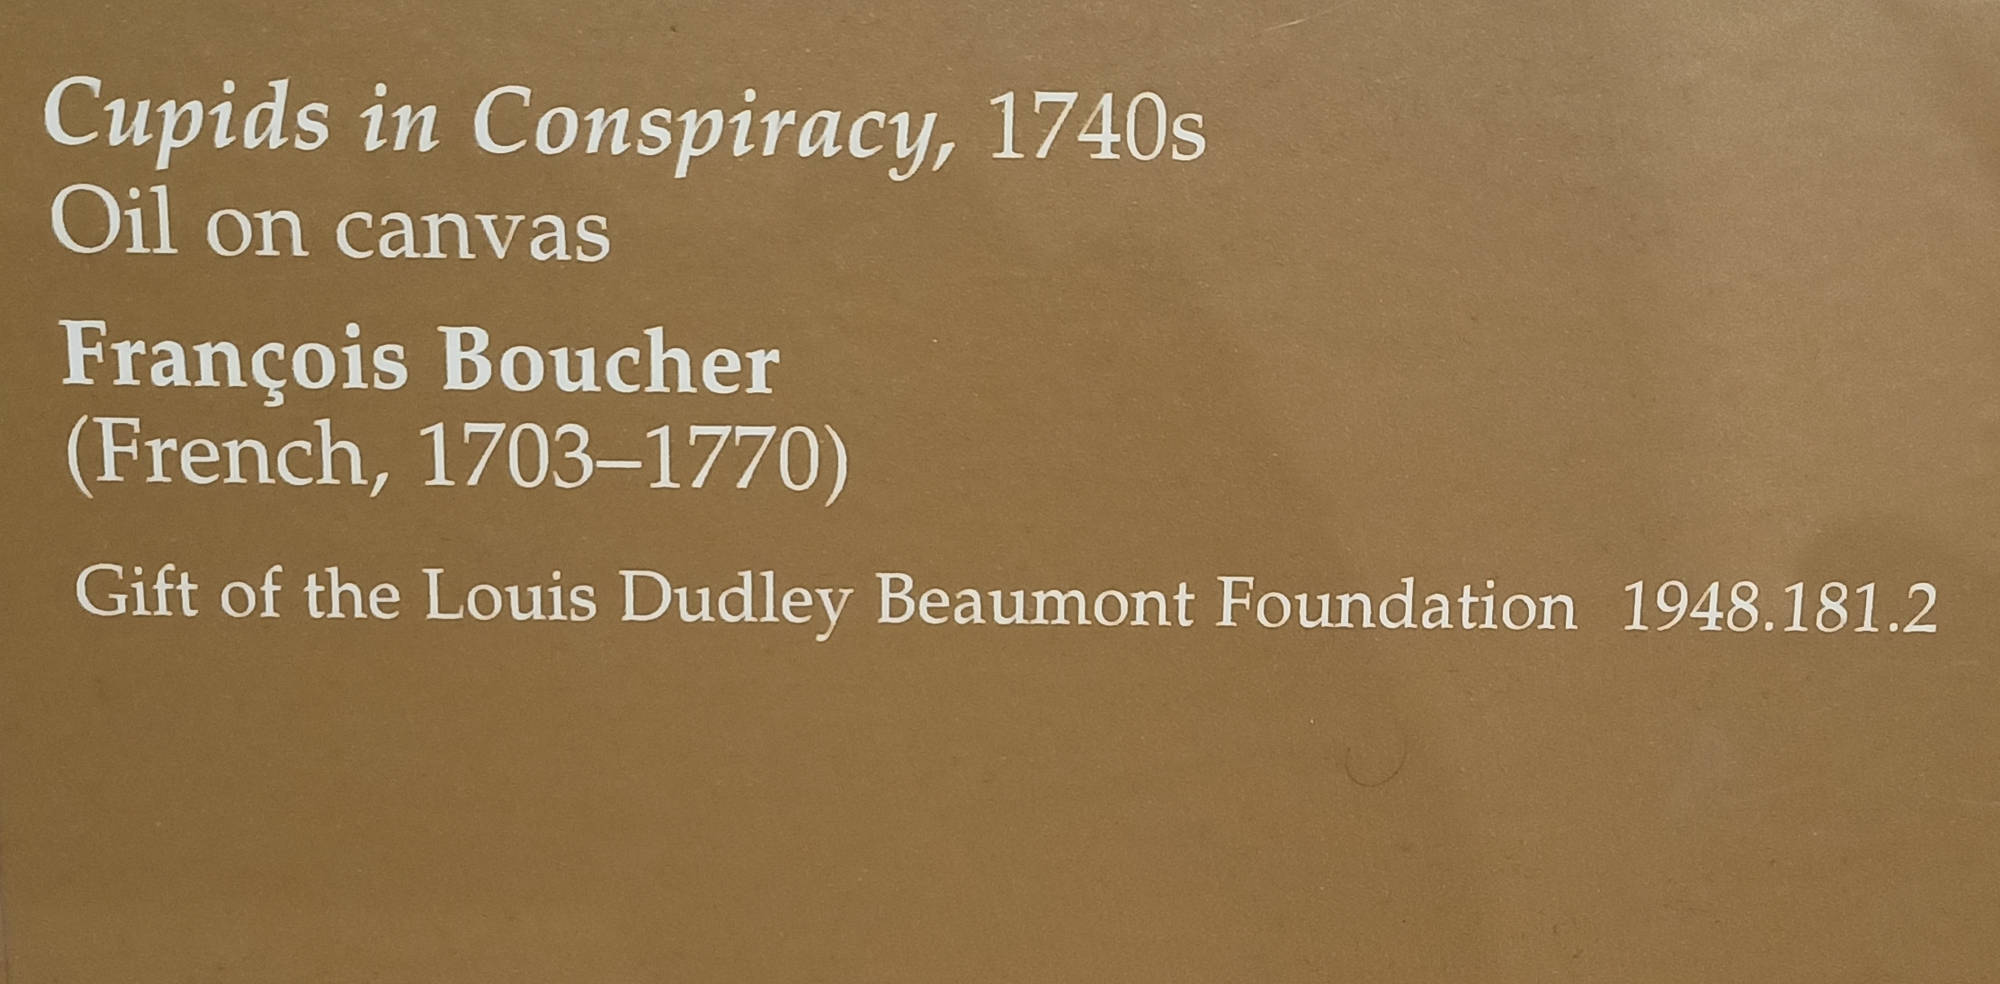 Cupids in Conspiracy, 1740s
Oil on canvas
François Boucher
(French, 1703–1770)
Gift of the Louis Dudley Beaumont Foundation 1948.181.2